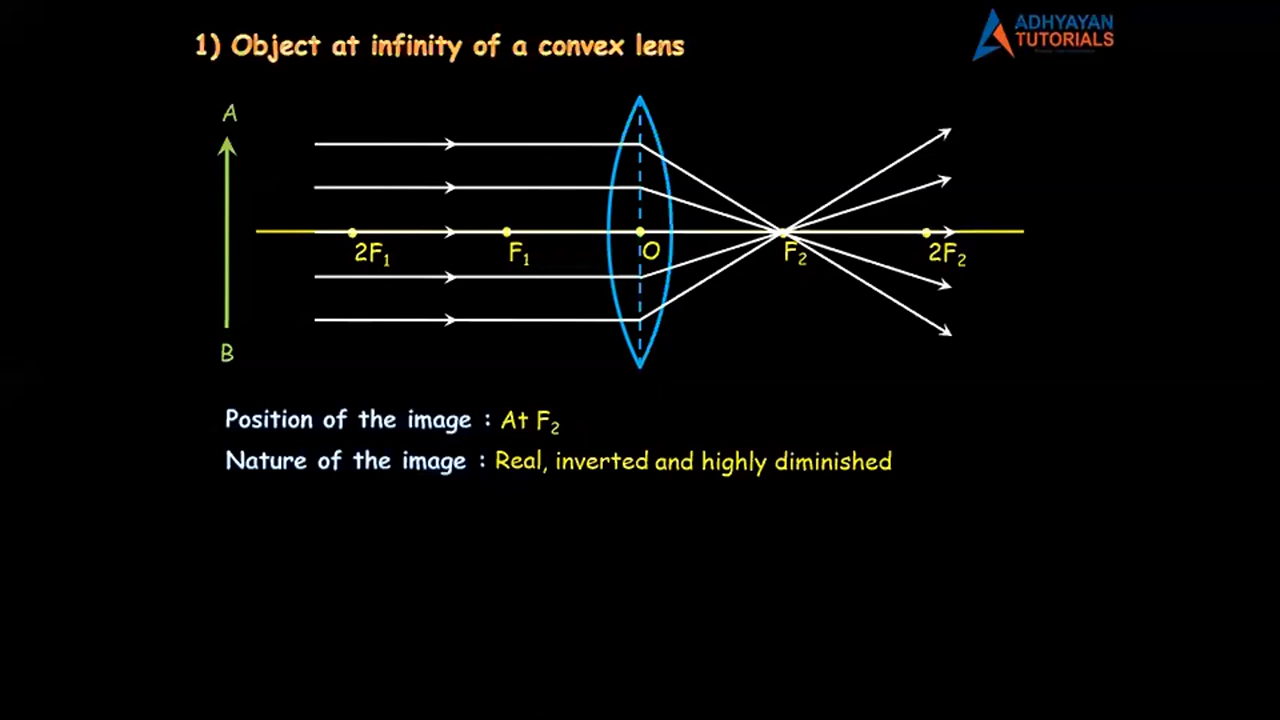 1) Object at infinity of a convex lens
ADHYAYAN
TUTORIALS
A
2F₁
F₁
O
F₂
2F₂
B
Position of the image : At F₂
Nature of the image : Real, inverted and highly diminished